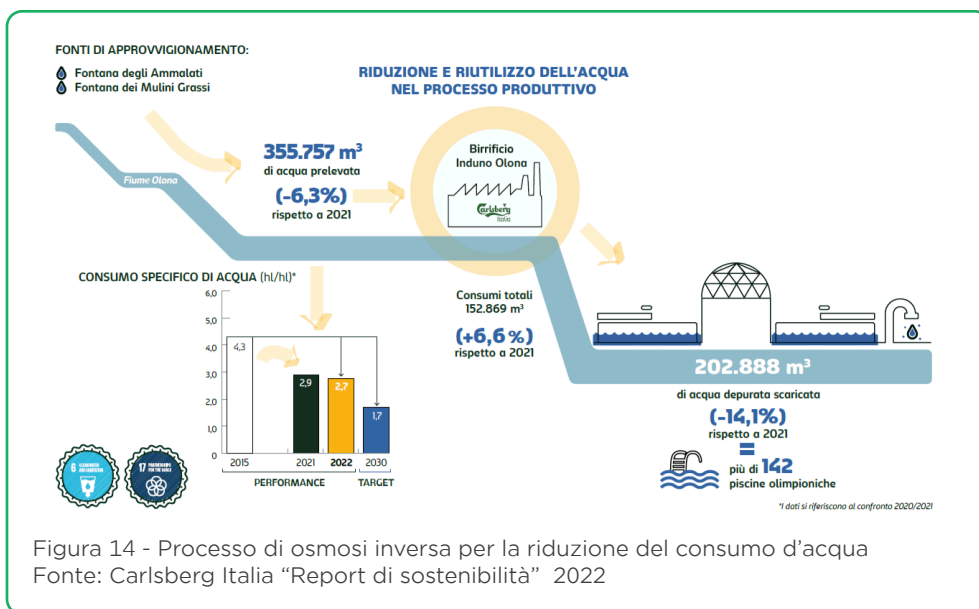 FONTI DI APPROVVIGIONAMENTO:
Fontana degli Ammalati
Fontana dei Mulini Grassi
RIDUZIONE E RIUTILIZZO DELL'ACQUA
NEL PROCESSO PRODUTTIVO
Fiume Olona
355.757 m³
di acqua prelevata
(-6,3%)
rispetto a 2021
Birrificio
Induno Olona
Carlsberg
Italia
CONSUMO SPECIFICO DI ACQUA (hl/hl)*
6,0
5,0
4,0
3,0
2,0
1,0
0
4,3
2,9
2,7
1,7
2015
2021
2022
2030
PERFORMANCE
TARGET
Consumi totali
152.869 m³
(+6,6%)
rispetto a 2021
202.888 m³
di acqua depurata scaricata
(-14,1%)
rispetto a 2021
=
più di 142
piscine olimpioniche
6
17 PARTNERSHIP
FOR THE GOALS
*I dati si riferiscono al confronto 2020/2021
Figura 14 - Processo di osmosi inversa per la riduzione del consumo d'acqua
Fonte: Carlsberg Italia "Report di sostenibilità" 2022